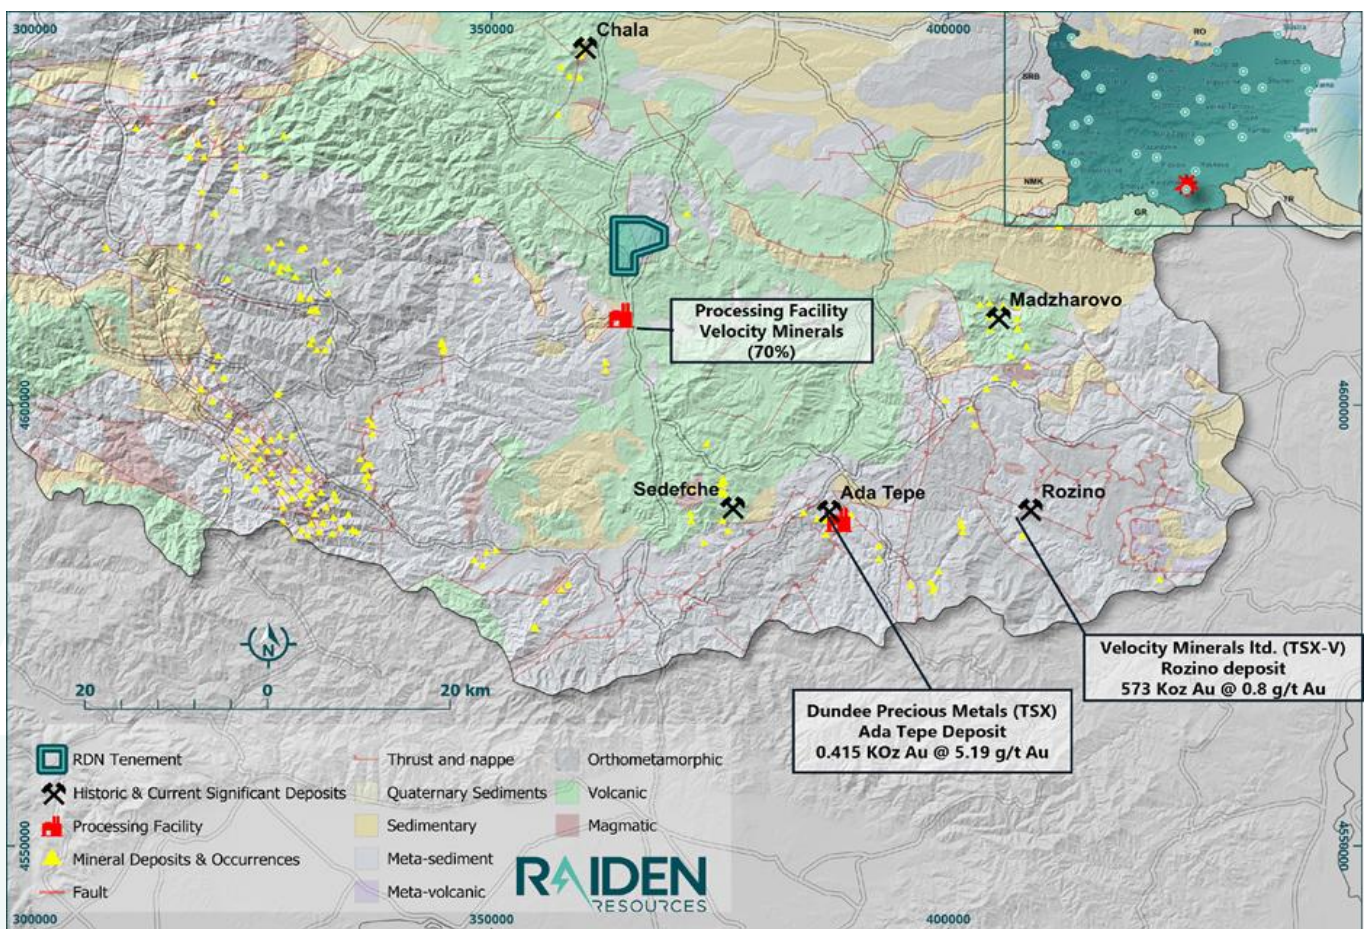 300000
350000
400000
Chala
RO
SRB
NMK
GR
TR
Madzharovo
Processing Facility
Velocity Minerals
(70%)
4600000
4600000
Sedefche
Ada Tepe
Rozino
N
20
0
20 km
Velocity Minerals ltd. (TSX-V)
Rozino deposit
573 Koz Au @ 0.8 g/t Au
Dundee Precious Metals (TSX)
Ada Tepe Deposit
0.415 KOz Au @ 5.19 g/t Au
RDN Tenement
Historic & Current Significant Deposits
Processing Facility
Mineral Deposits & Occurrences
Fault
Thrust and nappe
Quaternary Sediments
Sedimentary
Meta-sediment
Meta-volcanic
Orthometamorphic
Volcanic
Magmatic
RAIDEN
RESOURCES
4550000
4550000
300000
350000
400000